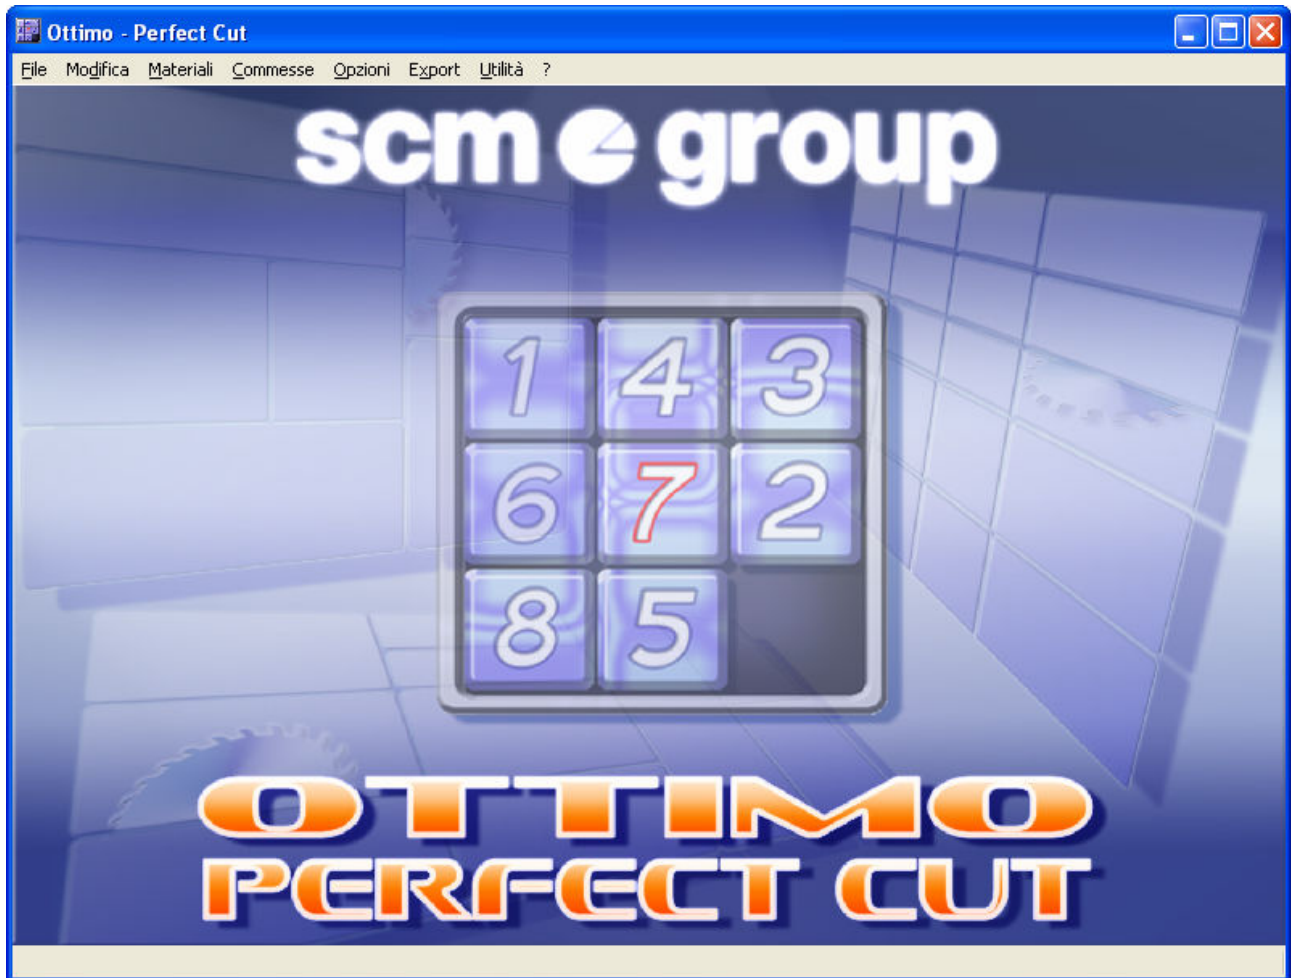 Ottimo - Perfect Cut
File Modifica Materiali Commesse Opzioni Export Utilità ?
scm group
1 4 3
6 7 2
8 5
OTTIMO
PERFECT CUT